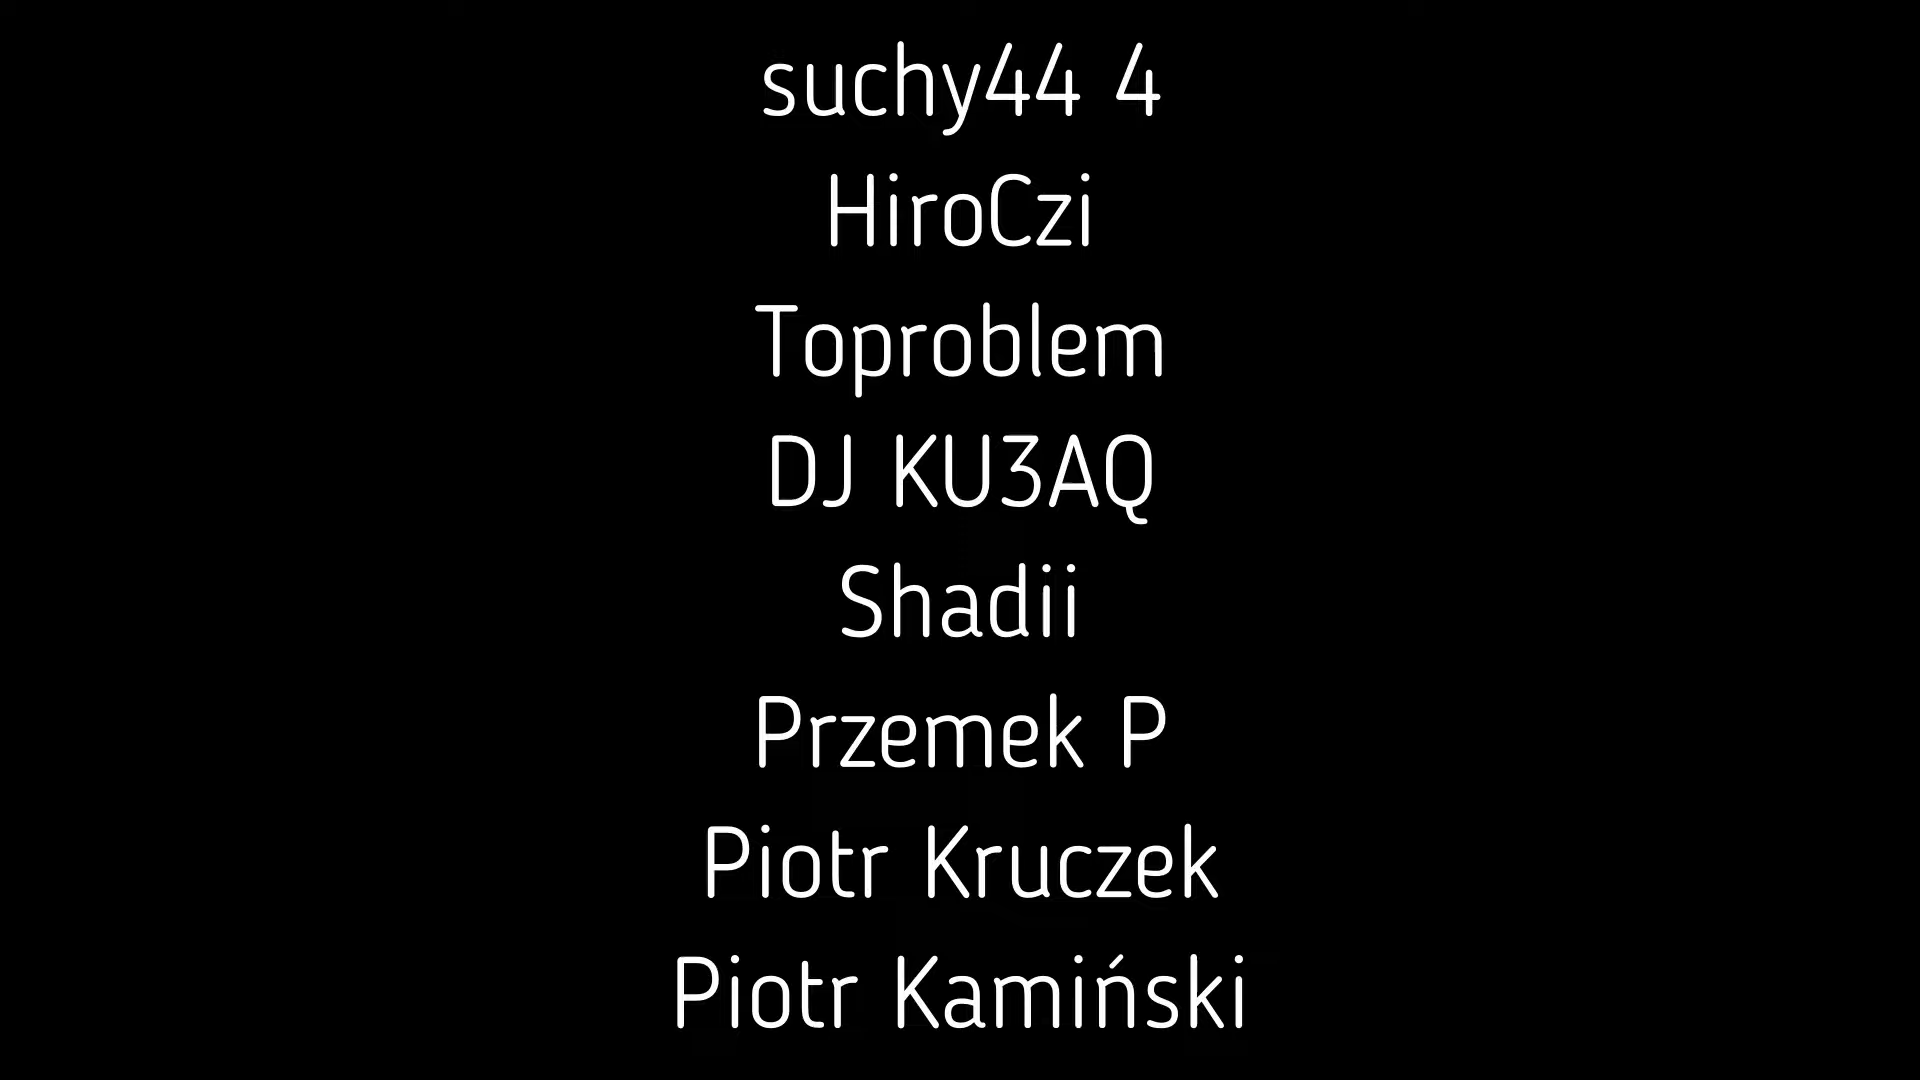 suchy44 4
HiroCzi
Toproblem
DJ KU3AQ
Shadii
Przemek P
Piotr Kruczek
Piotr Kamiński